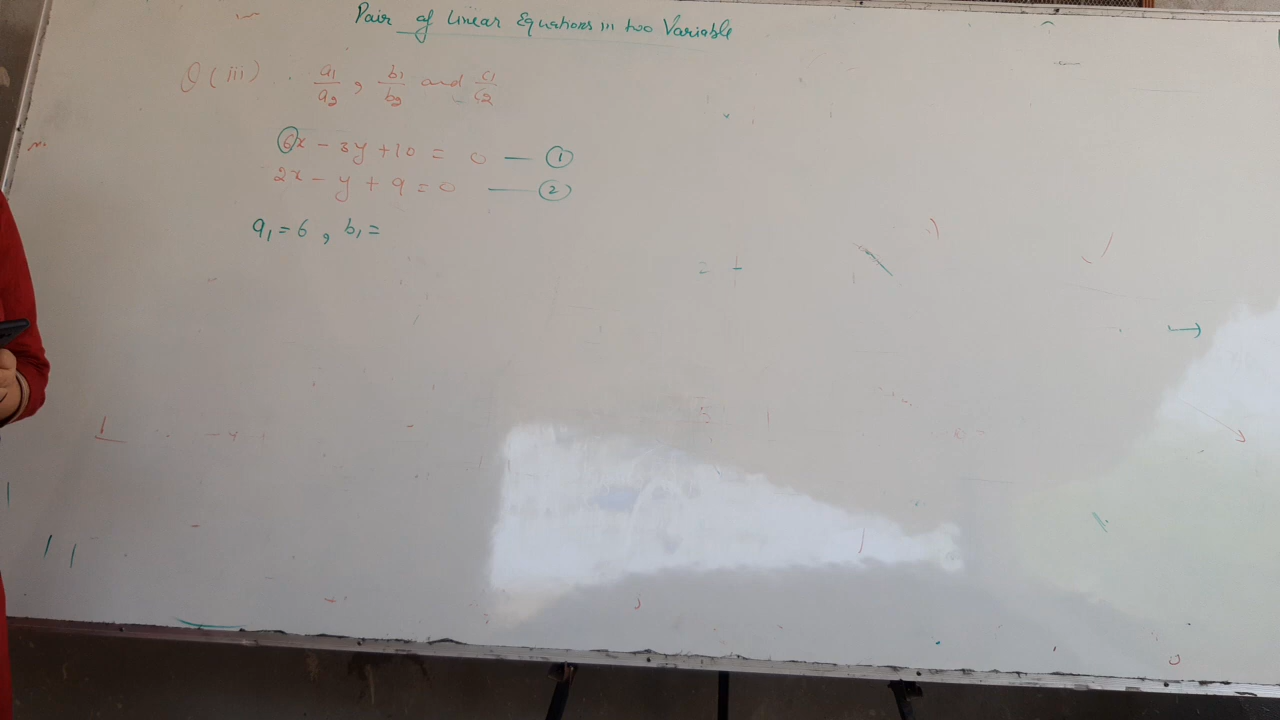 Pair of Linear Equations in two Variable
Q(iii) . a1/a2 , b1/b2 and c1/c2
6x - 3y + 10 = 0 — ①
2x - y + 9 = 0 — ②
a1 = 6 , b1 =